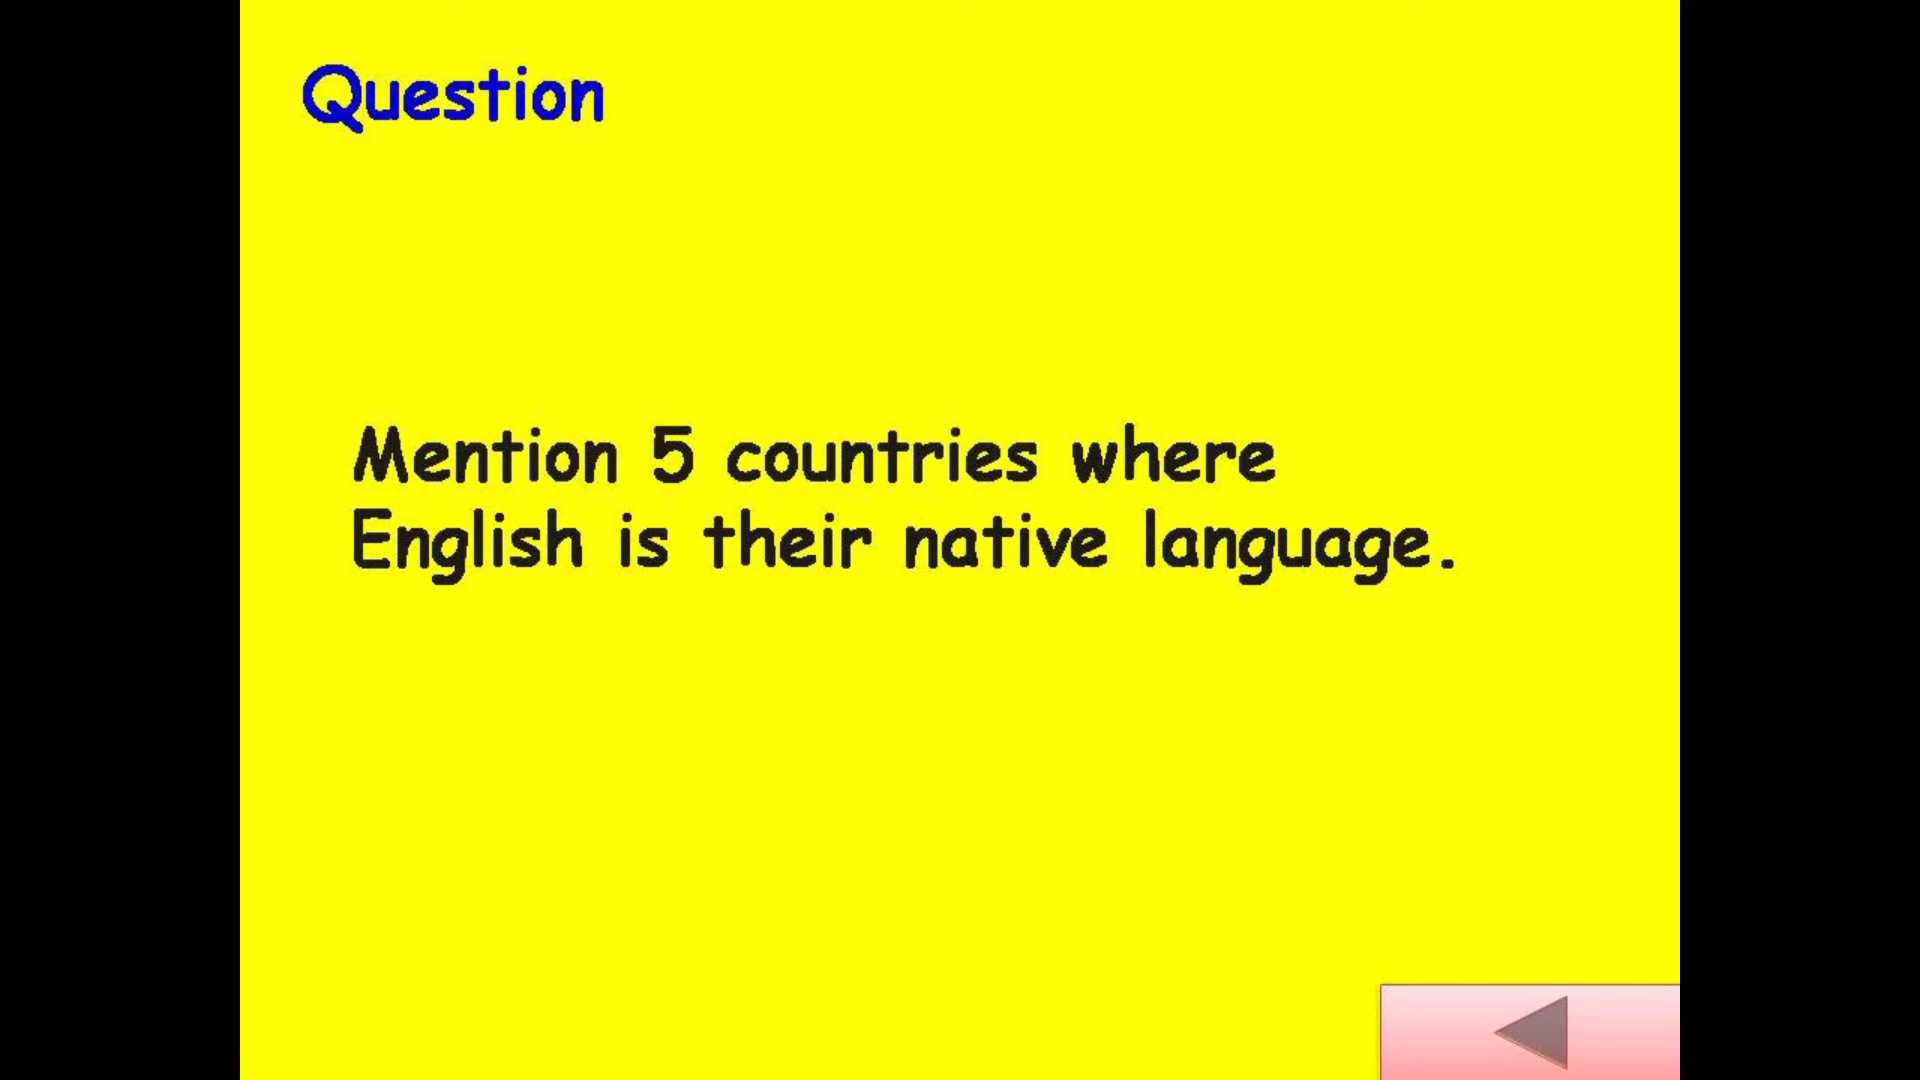 Question
Mention 5 countries where
English is their native language.